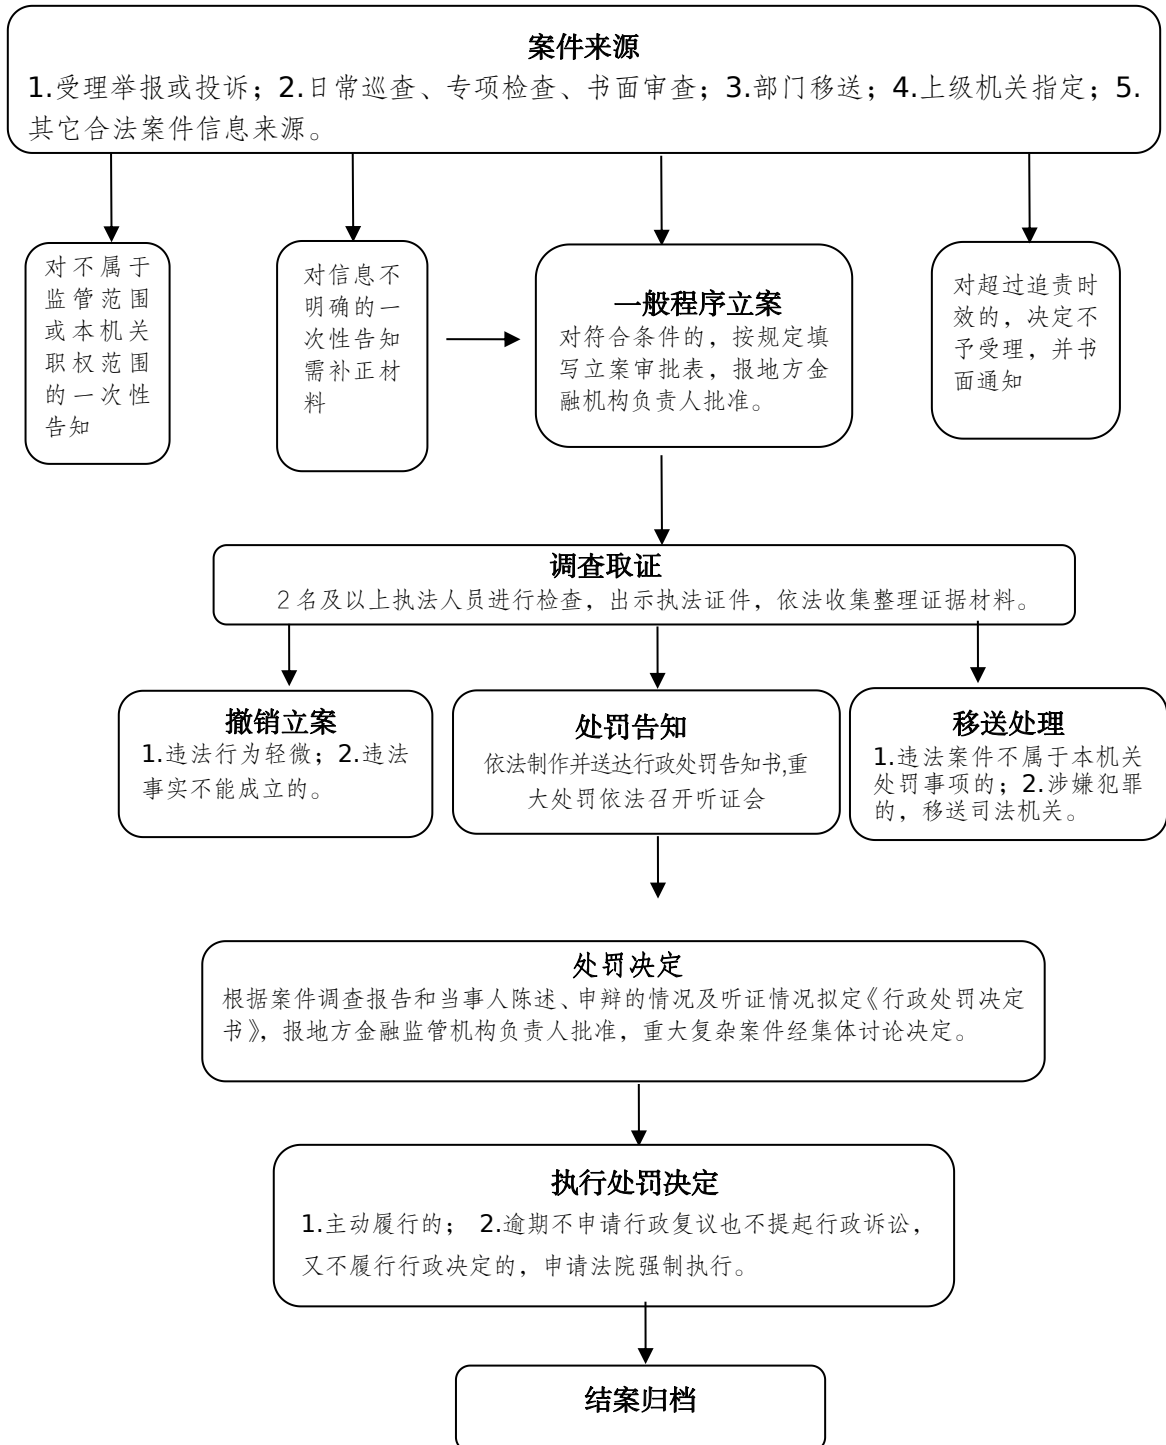 案件来源
1.受理举报或投诉；2.日常巡查、专项检查、书面审查；3.部门移送；4.上级机关指定；5.
其它合法案件信息来源。
对不属于
监管范围
或本机关
职权范围
的一次性
告知
对信息不
明确的一
次性告知
需补正材
料
一般程序立案
对符合条件的，按规定填
写立案审批表，报地方金
融机构负责人批准。
对超过追责时
效的，决定不
予受理，并书
面通知
调查取证
2名及以上执法人员进行检查，出示执法证件，依法收集整理证据材料。
撤销立案
1.违法行为轻微；2.违法
事实不能成立的。
处罚告知
依法制作并送达行政处罚告知书,重
大处罚依法召开听证会
移送处理
1.违法案件不属于本机关
处罚事项的；2.涉嫌犯罪
的，移送司法机关。
处罚决定
根据案件调查报告和当事人陈述、申辩的情况及听证情况拟定《行政处罚决定
书》，报地方金融监管机构负责人批准，重大复杂案件经集体讨论决定。
执行处罚决定
1.主动履行的； 2.逾期不申请行政复议也不提起行政诉讼，
又不履行行政决定的，申请法院强制执行。
结案归档